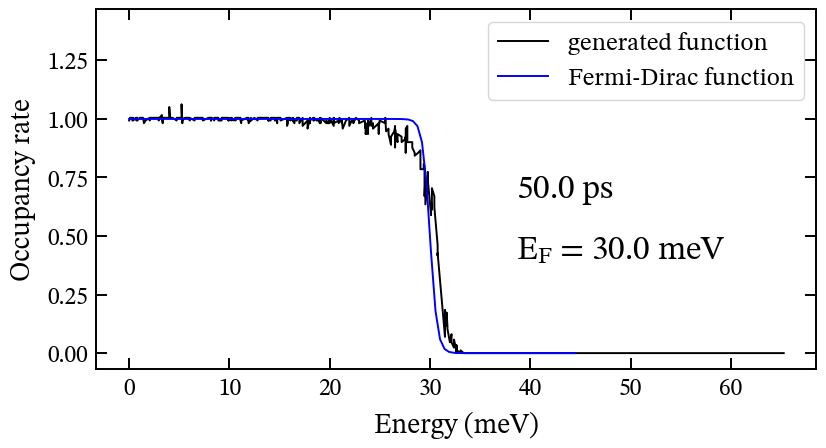 generated function
Fermi-Dirac function
Occupancy rate
1.25
1.00
0.75
0.50
0.25
0.00
50.0 ps
E_F = 30.0 meV
0 10 20 30 40 50 60
Energy (meV)